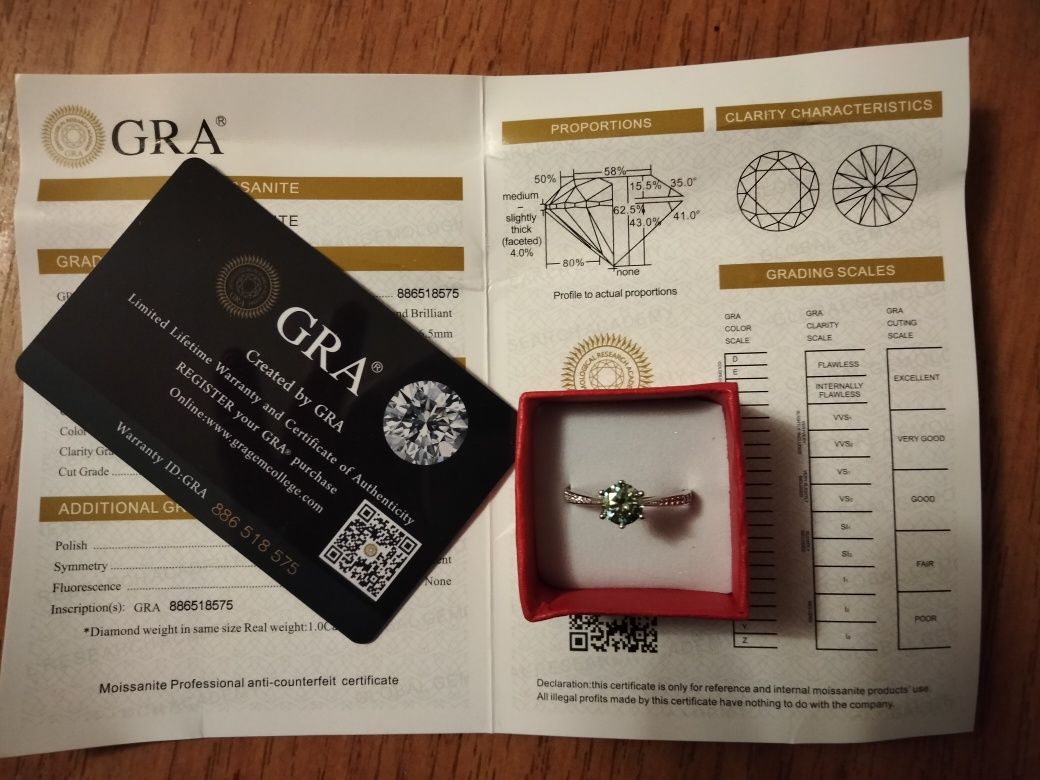 GRA®
SSANITE
TE
GRAD
886518575
nd Brilliant
6.5mm
Color
Clarity Gra
Cut Grade
ADDITIONAL GR
Polish
Symmetry
ent
Fluorescence
None
Inscription(s): GRA 886518575
*Diamond weight in same size Real weight:1.0Ca
Moissanite Professional anti-counterfeit certificate
GRA®
Created by GRA
Limited Lifetime Warranty and Certificate of Authenticity
REGISTER your GRA® purchase
Online:www.gragemcollege.com
Warranty ID:GRA 886 518 575
PROPORTIONS
50%
58%
15.5%
35.0°
medium
–
slightly
thick
(faceted)
4.0%
62.5%
43.0%
41.0°
80%
none
Profile to actual proportions
CLARITY CHARACTERISTICS
GRADING SCALES
GRA
COLOR
SCALE
D
E
Y
Z
GRA
CLARITY
SCALE
FLAWLESS
INTERNALLY
FLAWLESS
VVS₁
VVS₂
VS₁
VS₂
SI₁
SI₂
I₁
I₂
I₃
GRA
CUTING
SCALE
EXCELLENT
VERY GOOD
GOOD
FAIR
POOR
Declaration:this certificate is only for reference and internal moissanite products' use.
All illegal profits made by this certificate have nothing to do with the company.